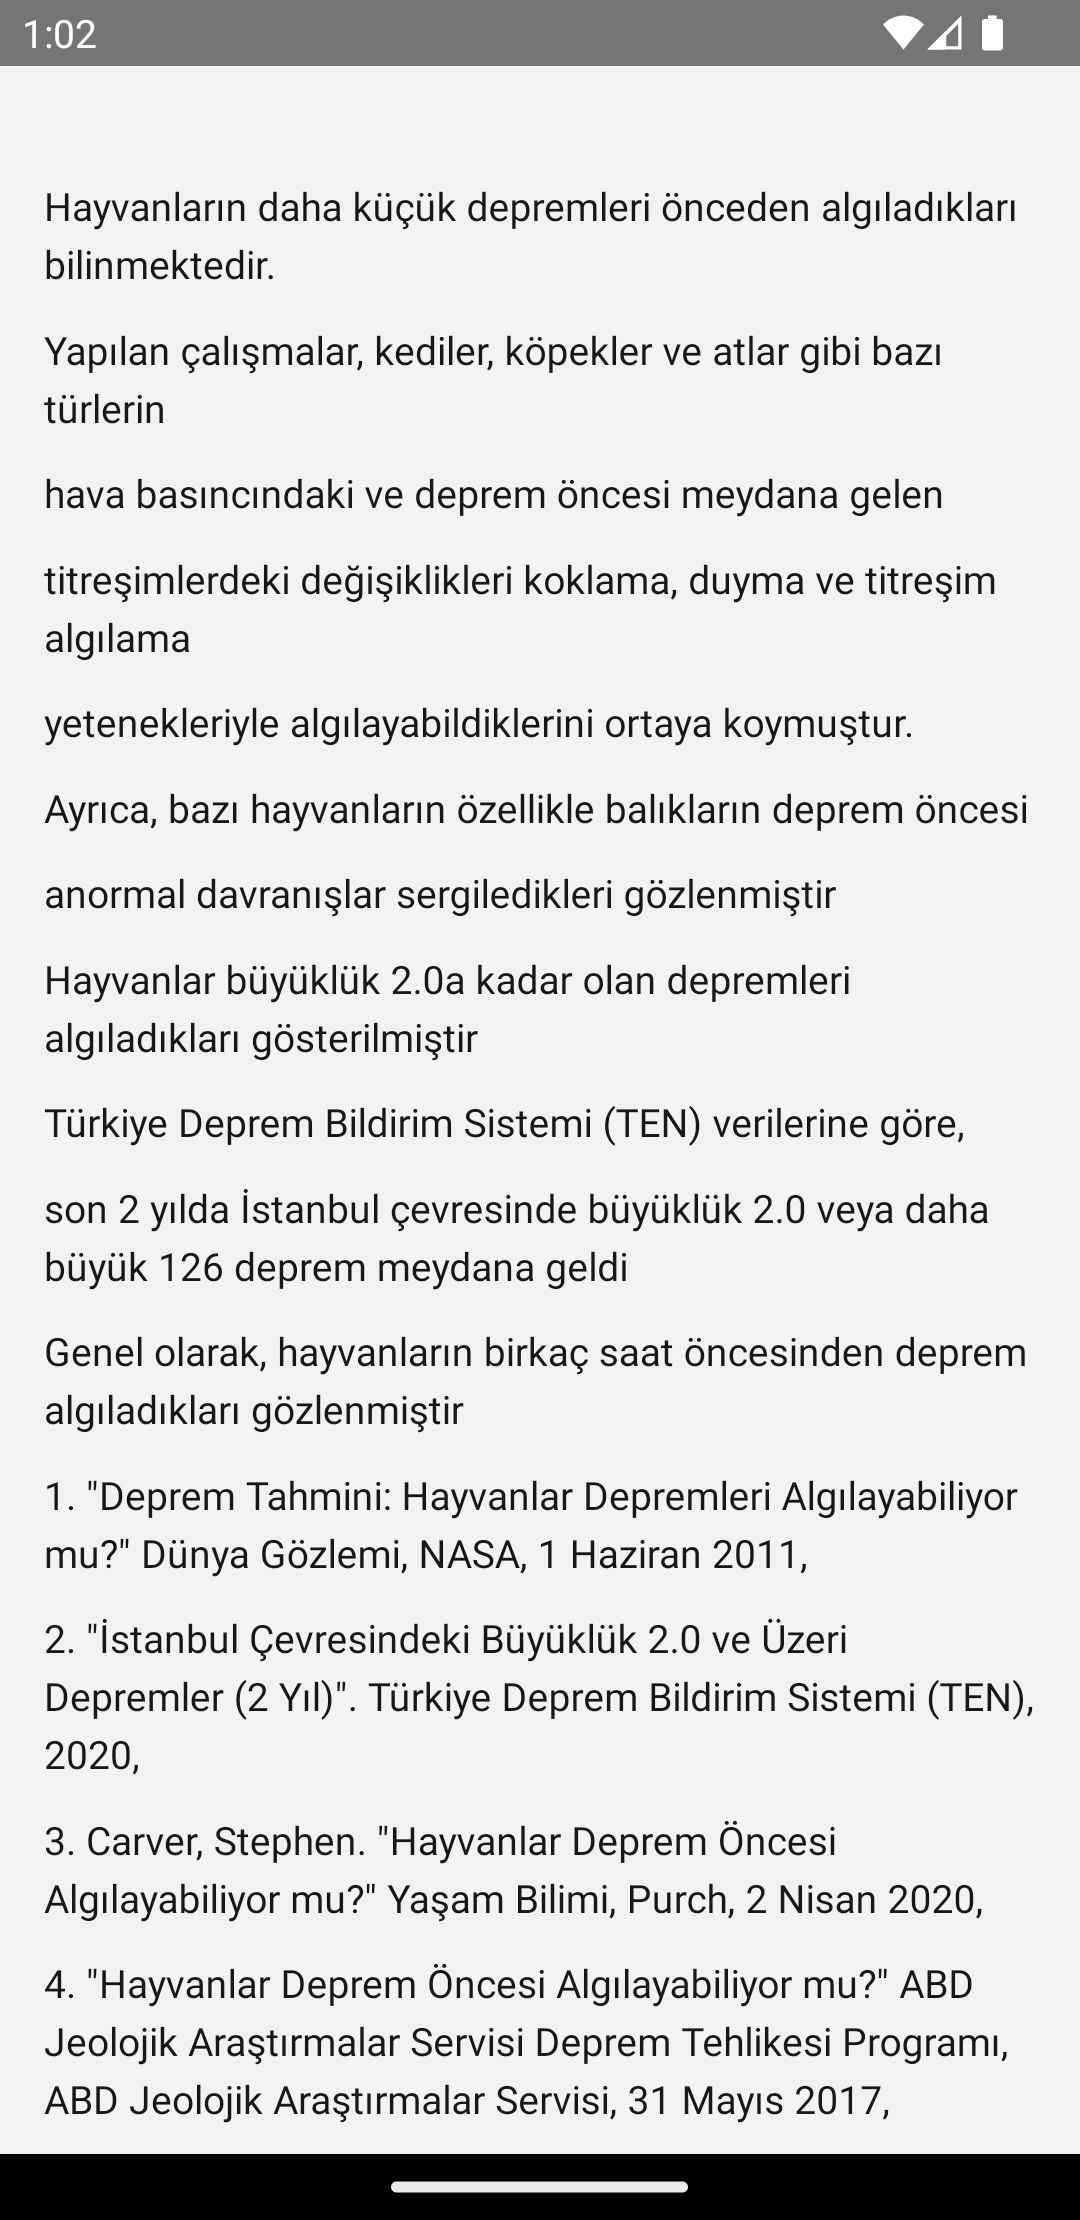 1:02
Hayvanların daha küçük depremleri önceden algıladıkları
bilinmektedir.
Yapılan çalışmalar, kediler, köpekler ve atlar gibi bazı
türlerin
hava basıncındaki ve deprem öncesi meydana gelen
titreşimlerdeki değişiklikleri koklama, duyma ve titreşim
algılama
yetenekleriyle algılayabildiklerini ortaya koymuştur.
Ayrıca, bazı hayvanların özellikle balıkların deprem öncesi
anormal davranışlar sergiledikleri gözlenmiştir
Hayvanlar büyüklük 2.0a kadar olan depremleri
algıladıkları gösterilmiştir
Türkiye Deprem Bildirim Sistemi (TEN) verilerine göre,
son 2 yılda İstanbul çevresinde büyüklük 2.0 veya daha
büyük 126 deprem meydana geldi
Genel olarak, hayvanların birkaç saat öncesinden deprem
algıladıkları gözlenmiştir
1. "Deprem Tahmini: Hayvanlar Depremleri Algılayabiliyor
mu?" Dünya Gözlemi, NASA, 1 Haziran 2011,
2. "İstanbul Çevresindeki Büyüklük 2.0 ve Üzeri
Depremler (2 Yıl)". Türkiye Deprem Bildirim Sistemi (TEN),
2020,
3. Carver, Stephen. "Hayvanlar Deprem Öncesi
Algılayabiliyor mu?" Yaşam Bilimi, Purch, 2 Nisan 2020,
4. "Hayvanlar Deprem Öncesi Algılayabiliyor mu?" ABD
Jeolojik Araştırmalar Servisi Deprem Tehlikesi Programı,
ABD Jeolojik Araştırmalar Servisi, 31 Mayıs 2017,